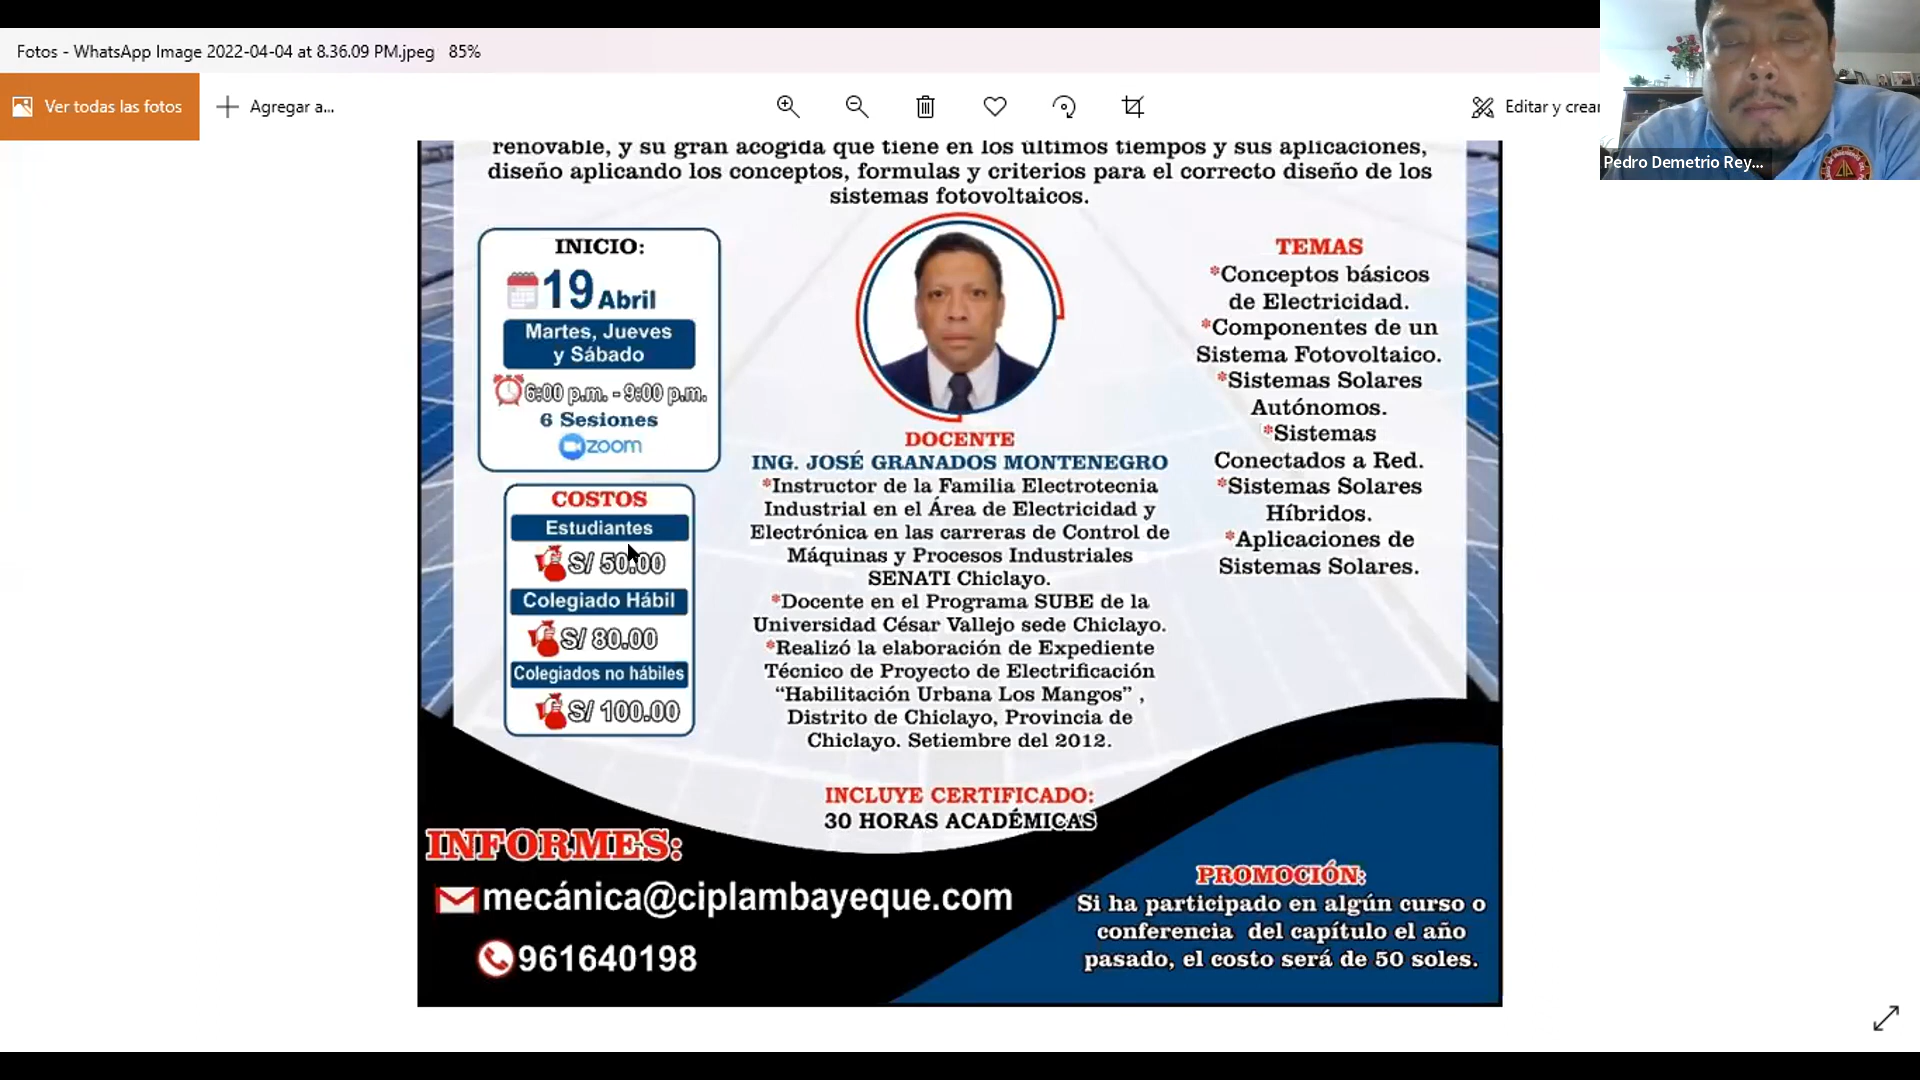 Fotos - WhatsApp Image 2022-04-04 at 8.36.09 PM.jpeg 85%
Ver todas las fotos
Agregar a...
Editar y crear
Pedro Demetrio Rey...
renovable, y su gran acogida que tiene en los últimos tiempos y sus aplicaciones,
diseño aplicando los conceptos, formulas y criterios para el correcto diseño de los
sistemas fotovoltaicos.
INICIO:
19 Abril
Martes, Jueves
y Sábado
6:00 p.m. - 9:00 p.m.
6 Sesiones
zoom
COSTOS
Estudiantes
S/ 50.00
Colegiado Hábil
S/ 80.00
Colegiados no hábiles
S/ 100.00
DOCENTE
ING. JOSÉ GRANADOS MONTENEGRO
*Instructor de la Familia Electrotecnia
Industrial en el Área de Electricidad y
Electrónica en las carreras de Control de
Máquinas y Procesos Industriales
SENATI Chiclayo.
*Docente en el Programa SUBE de la
Universidad César Vallejo sede Chiclayo.
*Realizó la elaboración de Expediente
Técnico de Proyecto de Electrificación
“Habilitación Urbana Los Mangos” ,
Distrito de Chiclayo, Provincia de
Chiclayo. Setiembre del 2012.
TEMAS
*Conceptos básicos
de Electricidad.
*Componentes de un
Sistema Fotovoltaico.
*Sistemas Solares
Autónomos.
*Sistemas
Conectados a Red.
*Sistemas Solares
Híbridos.
*Aplicaciones de
Sistemas Solares.
INCLUYE CERTIFICADO:
30 HORAS ACADÉMICAS
INFORMES:
mecánica@ciplambayeque.com
961640198
PROMOCIÓN:
Si ha participado en algún curso o
conferencia del capítulo el año
pasado, el costo será de 50 soles.